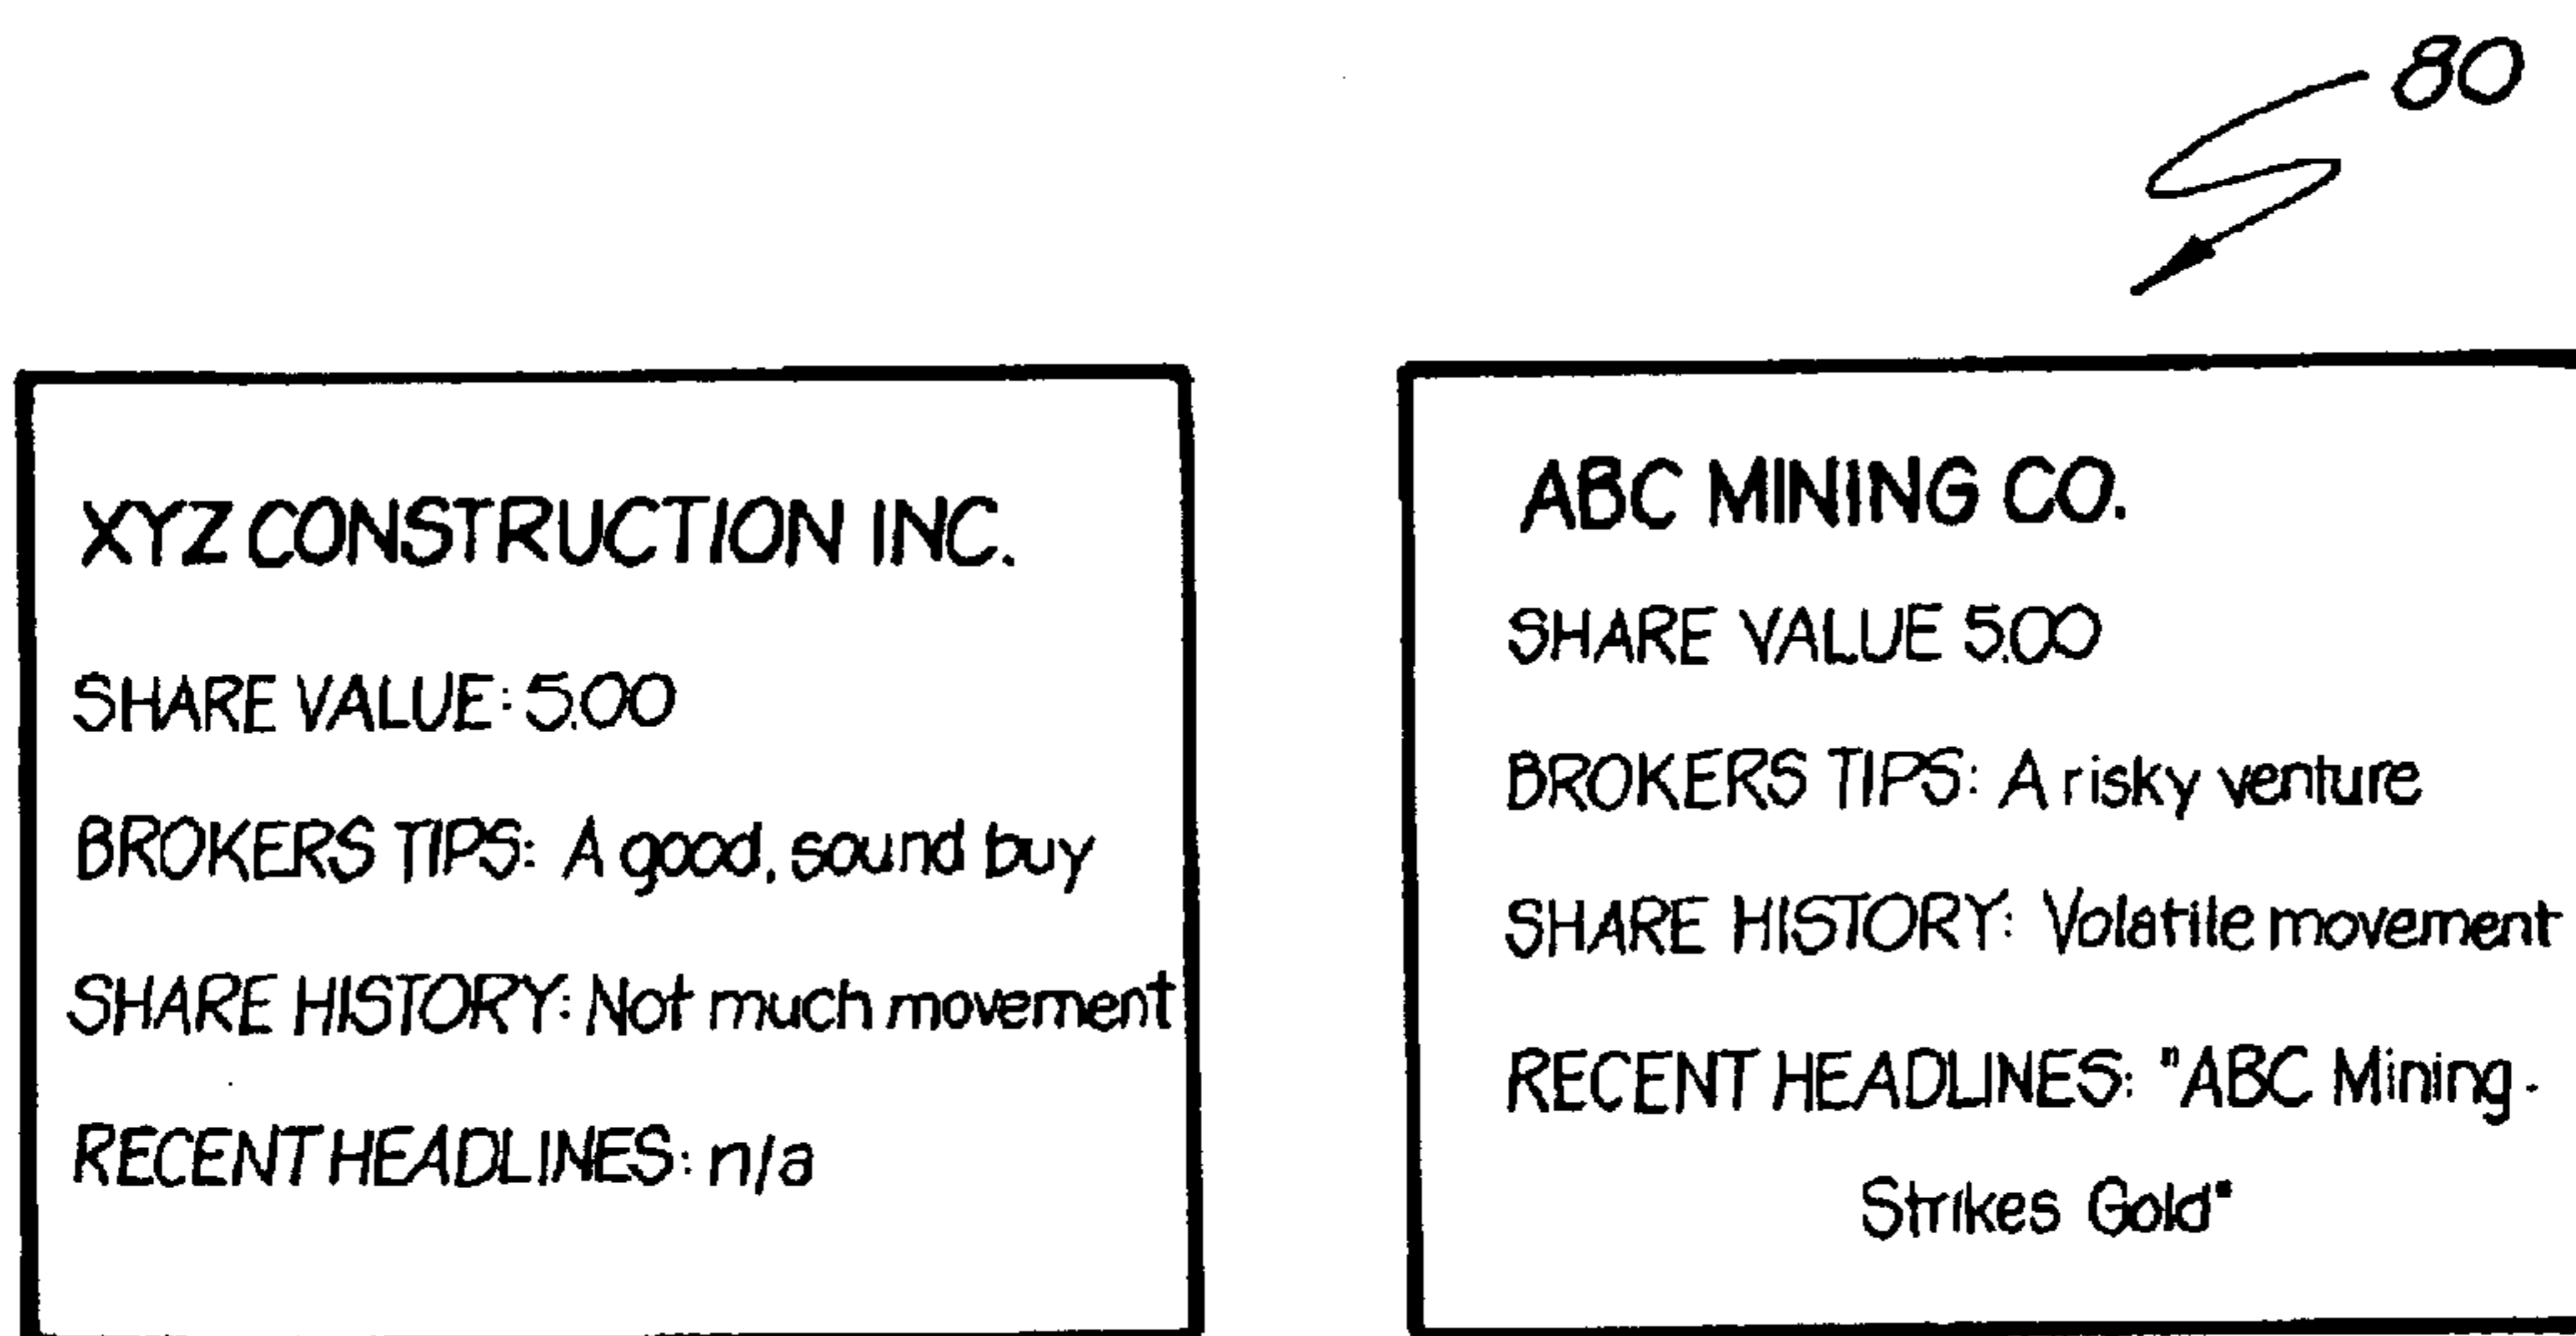 80
XYZ CONSTRUCTION INC.
SHARE VALUE: 5.00
BROKERS TIPS: A good, sound buy
SHARE HISTORY: Not much movement
RECENT HEADLINES: n/a
ABC MINING CO.
SHARE VALUE 5.00
BROKERS TIPS: A risky venture
SHARE HISTORY: Volatile movement
RECENT HEADLINES: "ABC Mining -
Strikes Gold"